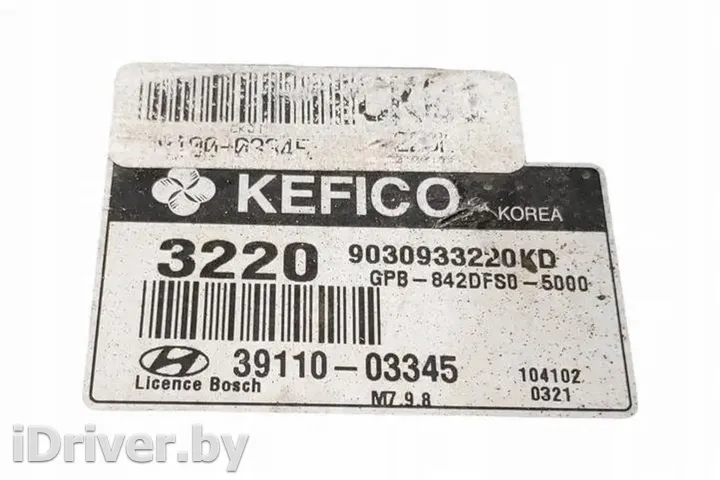 KEFICO KOREA
3220 9030933220KD
GPB-842DFS0-5000
39110-03345
Licence Bosch
M7.9.8
104102
0321
iDriver.by